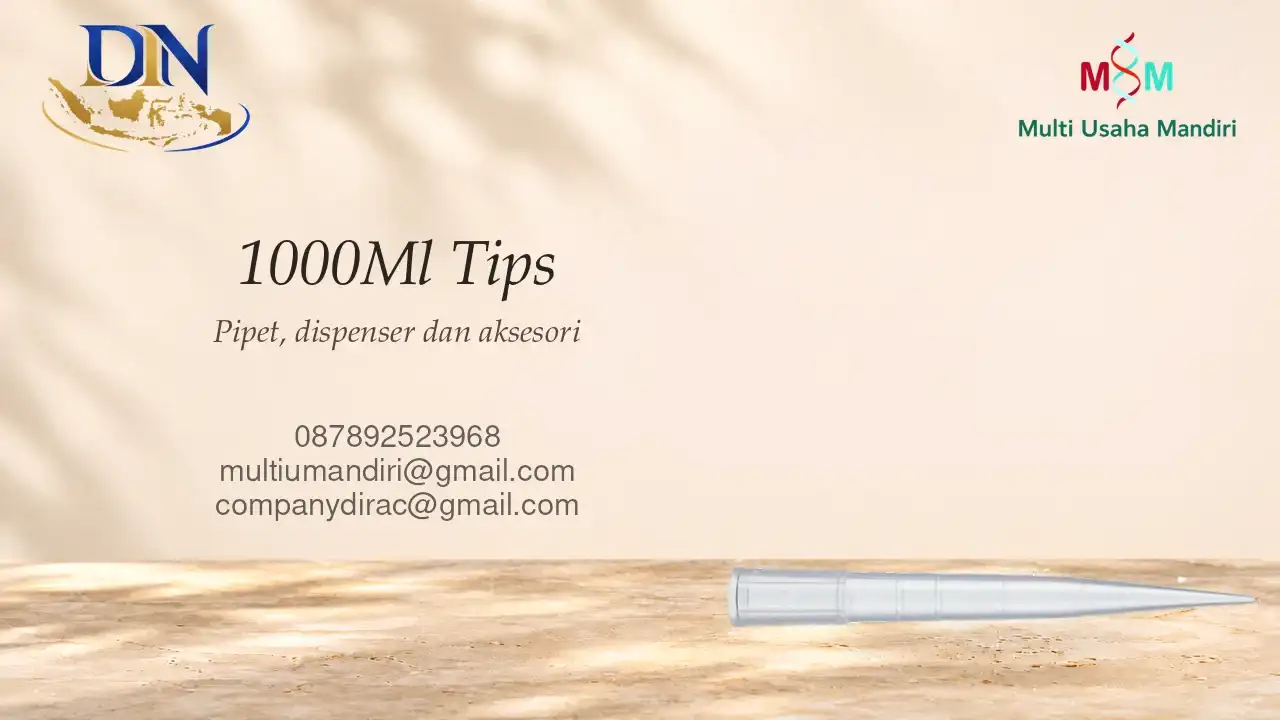 DN
MSM
Multi Usaha Mandiri
1000Ml Tips
Pipet, dispenser dan aksesori
087892523968
multiumandiri@gmail.com
companydirac@gmail.com